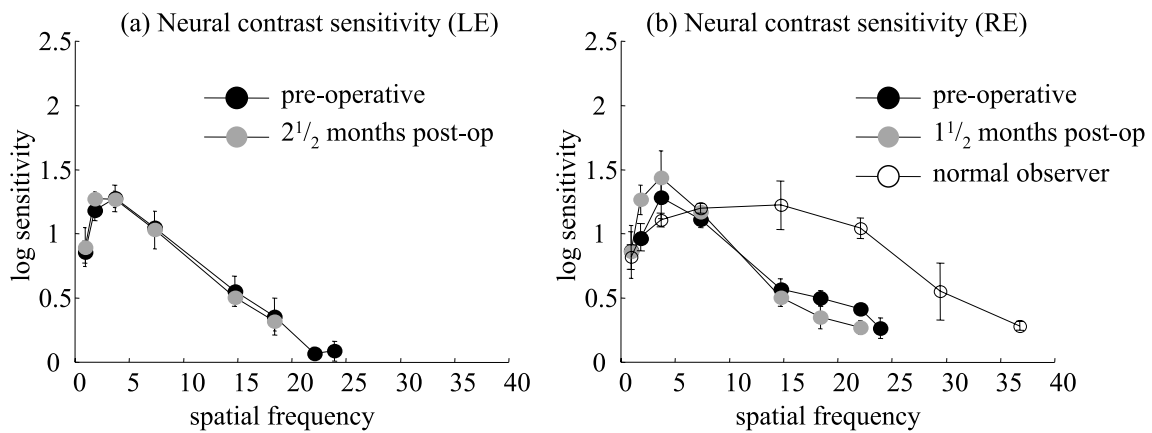 (a) Neural contrast sensitivity (LE)
2.5
2
1.5
1
0.5
0
log sensitivity
pre-operative
2 1/2 months post-op
0 5 10 15 20 25 30 35 40
spatial frequency
(b) Neural contrast sensitivity (RE)
2.5
2
1.5
1
0.5
0
log sensitivity
pre-operative
1 1/2 months post-op
normal observer
0 5 10 15 20 25 30 35 40
spatial frequency